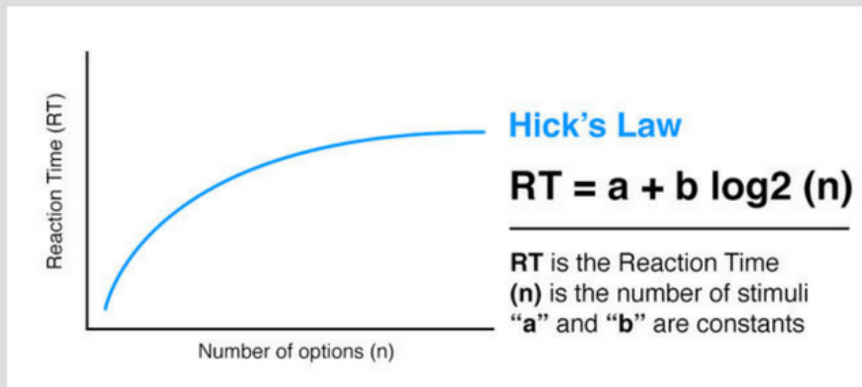 Reaction Time (RT)
Number of options (n)
Hick's Law
RT = a + b log2 (n)
RT is the Reaction Time
(n) is the number of stimuli
“a” and “b” are constants